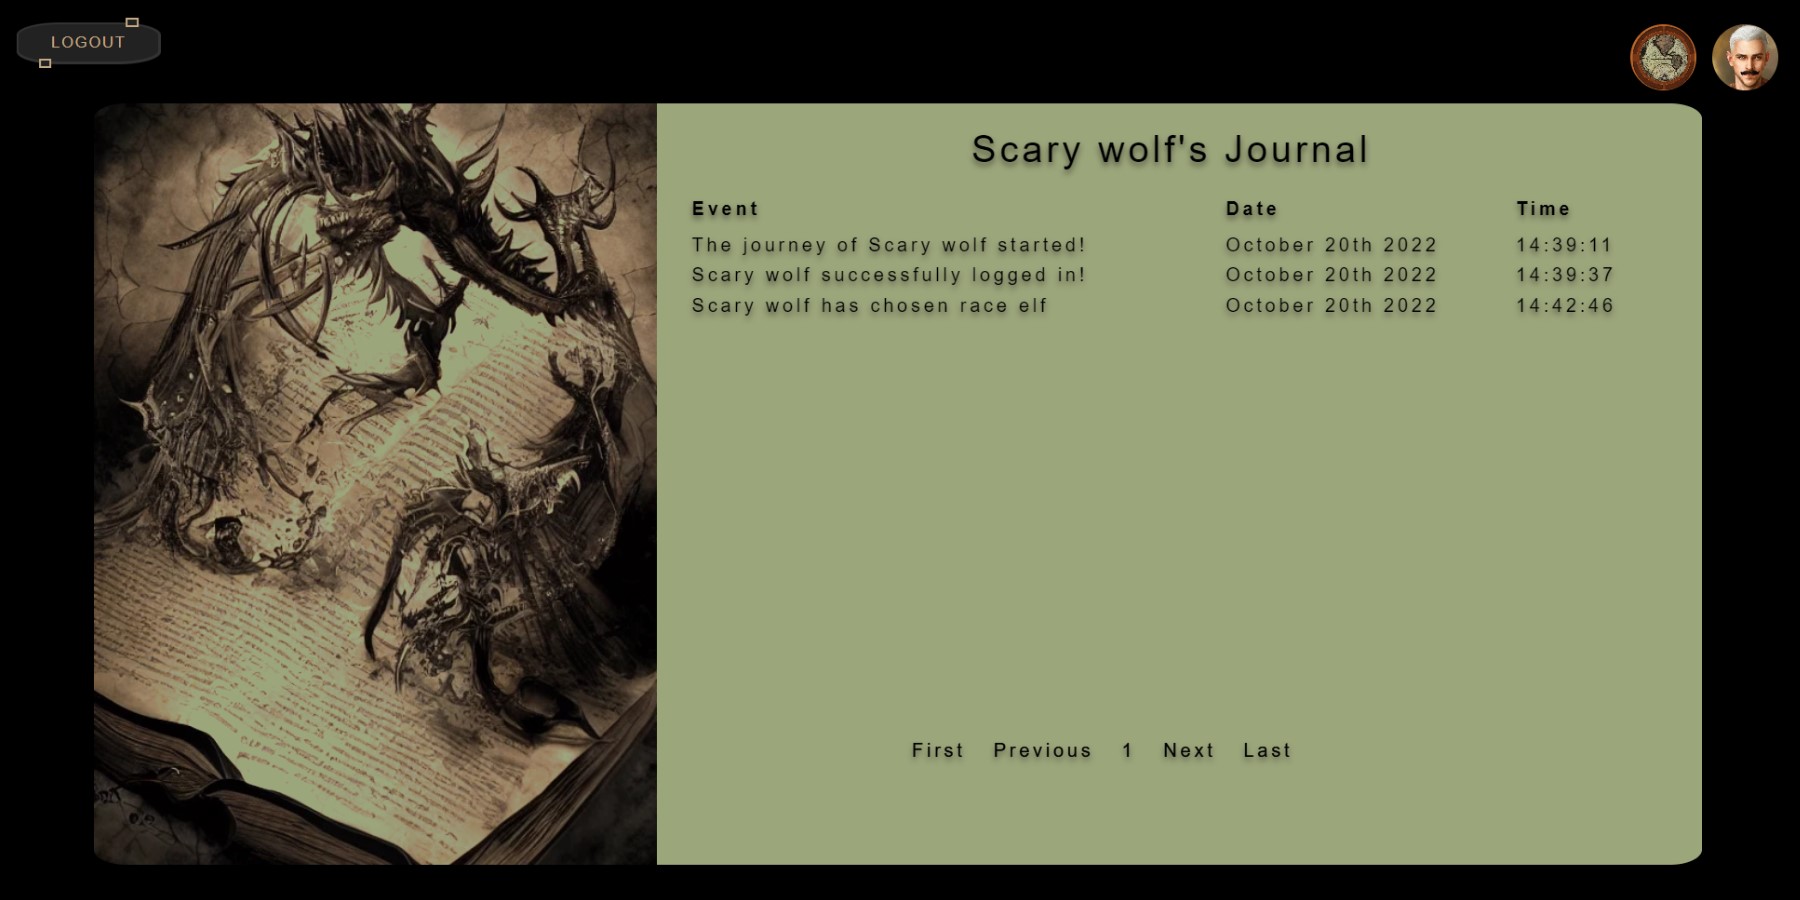 LOGOUT
Scary wolf's Journal
Event Date Time
The journey of Scary wolf started! October 20th 2022 14:39:11
Scary wolf successfully logged in! October 20th 2022 14:39:37
Scary wolf has chosen race elf October 20th 2022 14:42:46
First Previous 1 Next Last